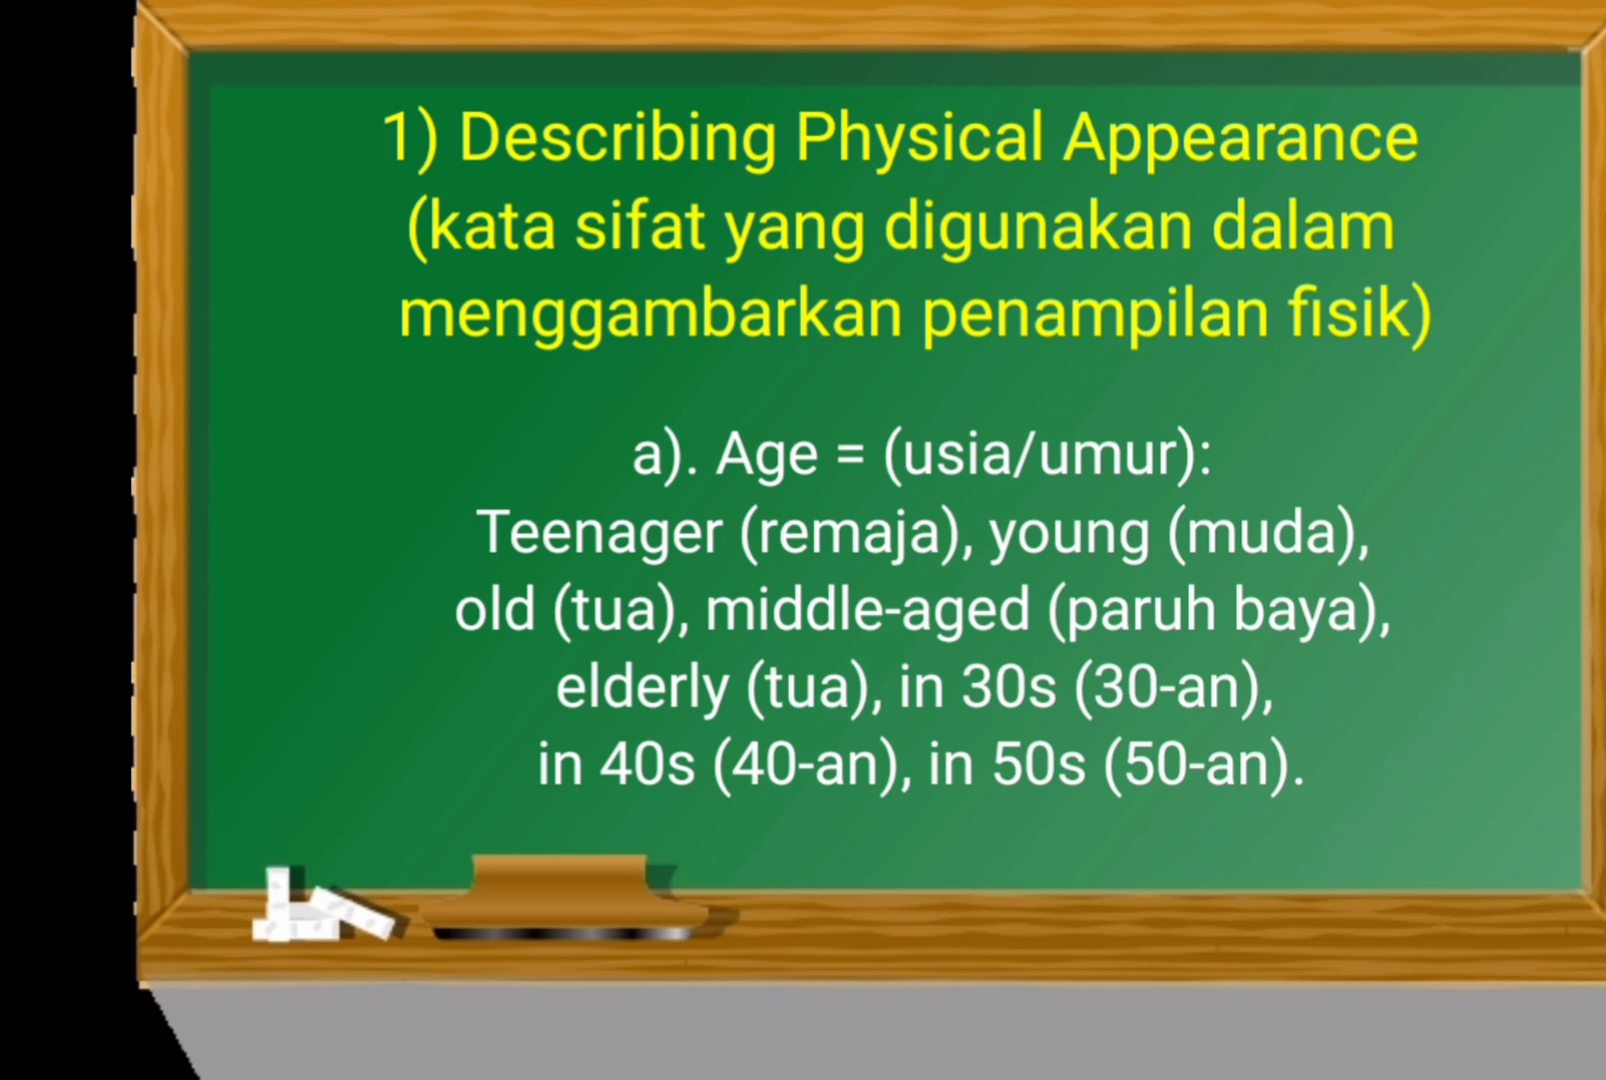 1) Describing Physical Appearance
(kata sifat yang digunakan dalam
menggambarkan penampilan fisik)
a). Age = (usia/umur):
Teenager (remaja), young (muda),
old (tua), middle-aged (paruh baya),
elderly (tua), in 30s (30-an),
in 40s (40-an), in 50s (50-an).